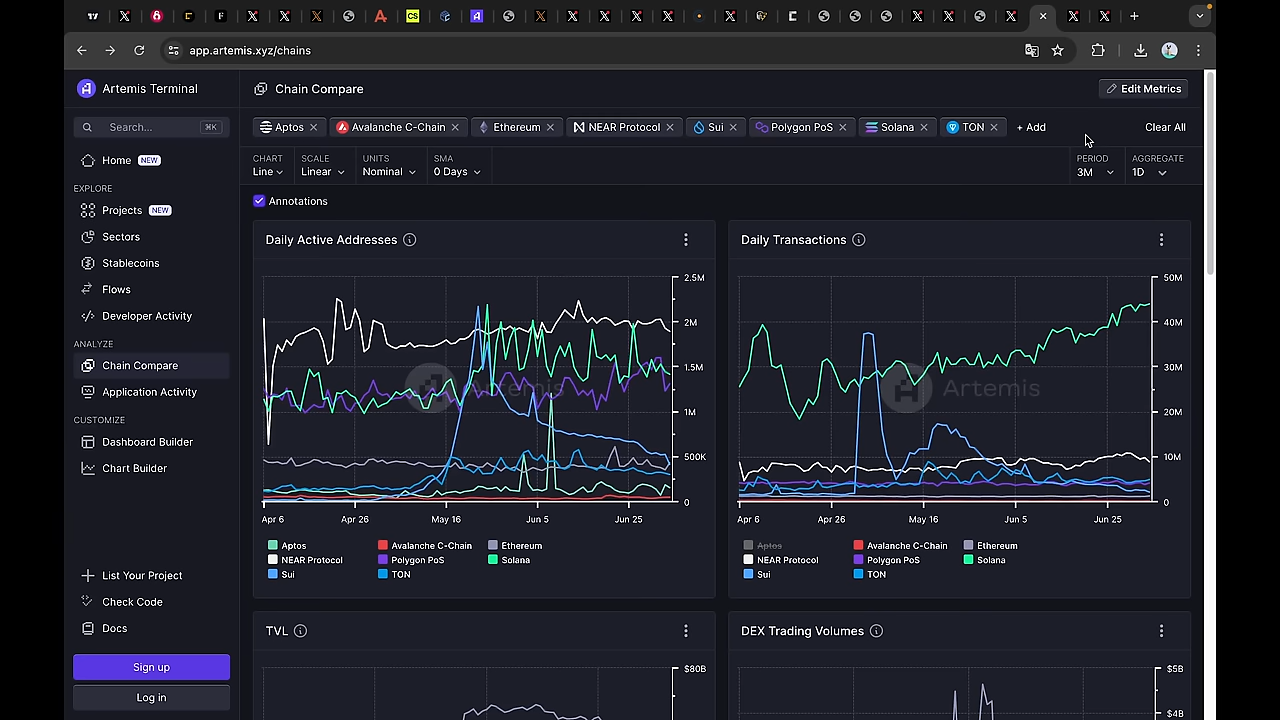 CS
app.artemis.xyz/chains
Artemis Terminal
Chain Compare
Edit Metrics
Search...
⌘K
Aptos
Avalanche C-Chain
Ethereum
NEAR Protocol
Sui
Polygon PoS
Solana
TON
+ Add
Clear All
Home NEW
CHART
Line
SCALE
Linear
UNITS
Nominal
SMA
0 Days
PERIOD
3M
AGGREGATE
1D
EXPLORE
Projects NEW
Sectors
Stablecoins
Flows
Developer Activity
ANALYZE
Chain Compare
Application Activity
CUSTOMIZE
Dashboard Builder
Chart Builder
List Your Project
Check Code
Docs
Sign up
Log in
Annotations
Daily Active Addresses
2.5M
2M
1.5M
1M
500K
0
Artemis
Apr 6
Apr 26
May 16
Jun 5
Jun 25
Aptos
Avalanche C-Chain
Ethereum
NEAR Protocol
Polygon PoS
Solana
Sui
TON
Daily Transactions
50M
40M
30M
20M
10M
0
Artemis
Apr 6
Apr 26
May 16
Jun 5
Jun 25
Aptos
Avalanche C-Chain
Ethereum
NEAR Protocol
Polygon PoS
Solana
Sui
TON
TVL
$80B
DEX Trading Volumes
$5B
$4B